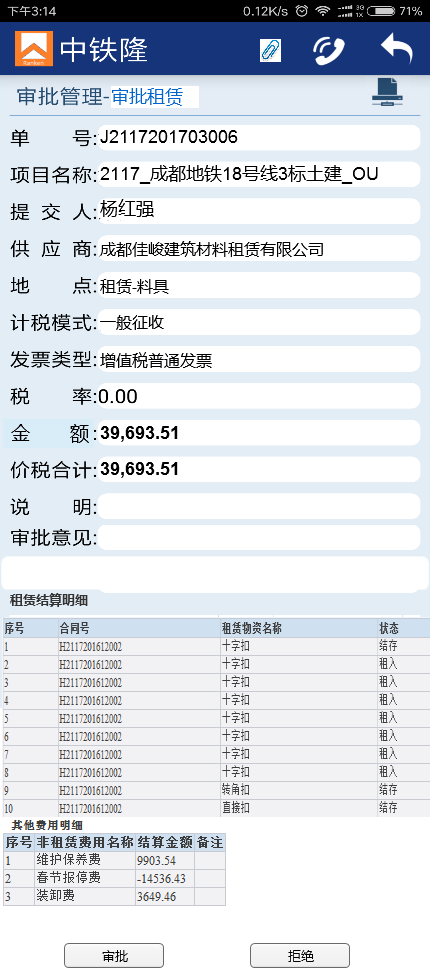 下午3:14 0.12K/s 3G 1X 71%
中铁隆
审批管理-审批租赁
单 号:J2117201703006
项目名称:2117_成都地铁18号线3标土建_OU
提 交 人:杨红强
供 应 商:成都佳峻建筑材料租赁有限公司
地 点:租赁-料具
计税模式:一般征收
发票类型:增值税普通发票
税 率:0.00
金 额:39,693.51
价税合计:39,693.51
说 明:
审批意见:
租赁结算明细
序号 合同号 租赁物资名称 状态
1 H2117201612002 十字扣 结存
2 H2117201612002 十字扣 租入
3 H2117201612002 十字扣 租入
4 H2117201612002 十字扣 租入
5 H2117201612002 十字扣 租入
6 H2117201612002 十字扣 租入
7 H2117201612002 十字扣 租入
8 H2117201612002 十字扣 租入
9 H2117201612002 转角扣 结存
10 H2117201612002 直接扣 结存
其他费用明细
序号 非租赁费用名称 结算金额 备注
1 维护保养费 9903.54
2 春节报停费 -14536.43
3 装卸费 3649.46
审批 拒绝